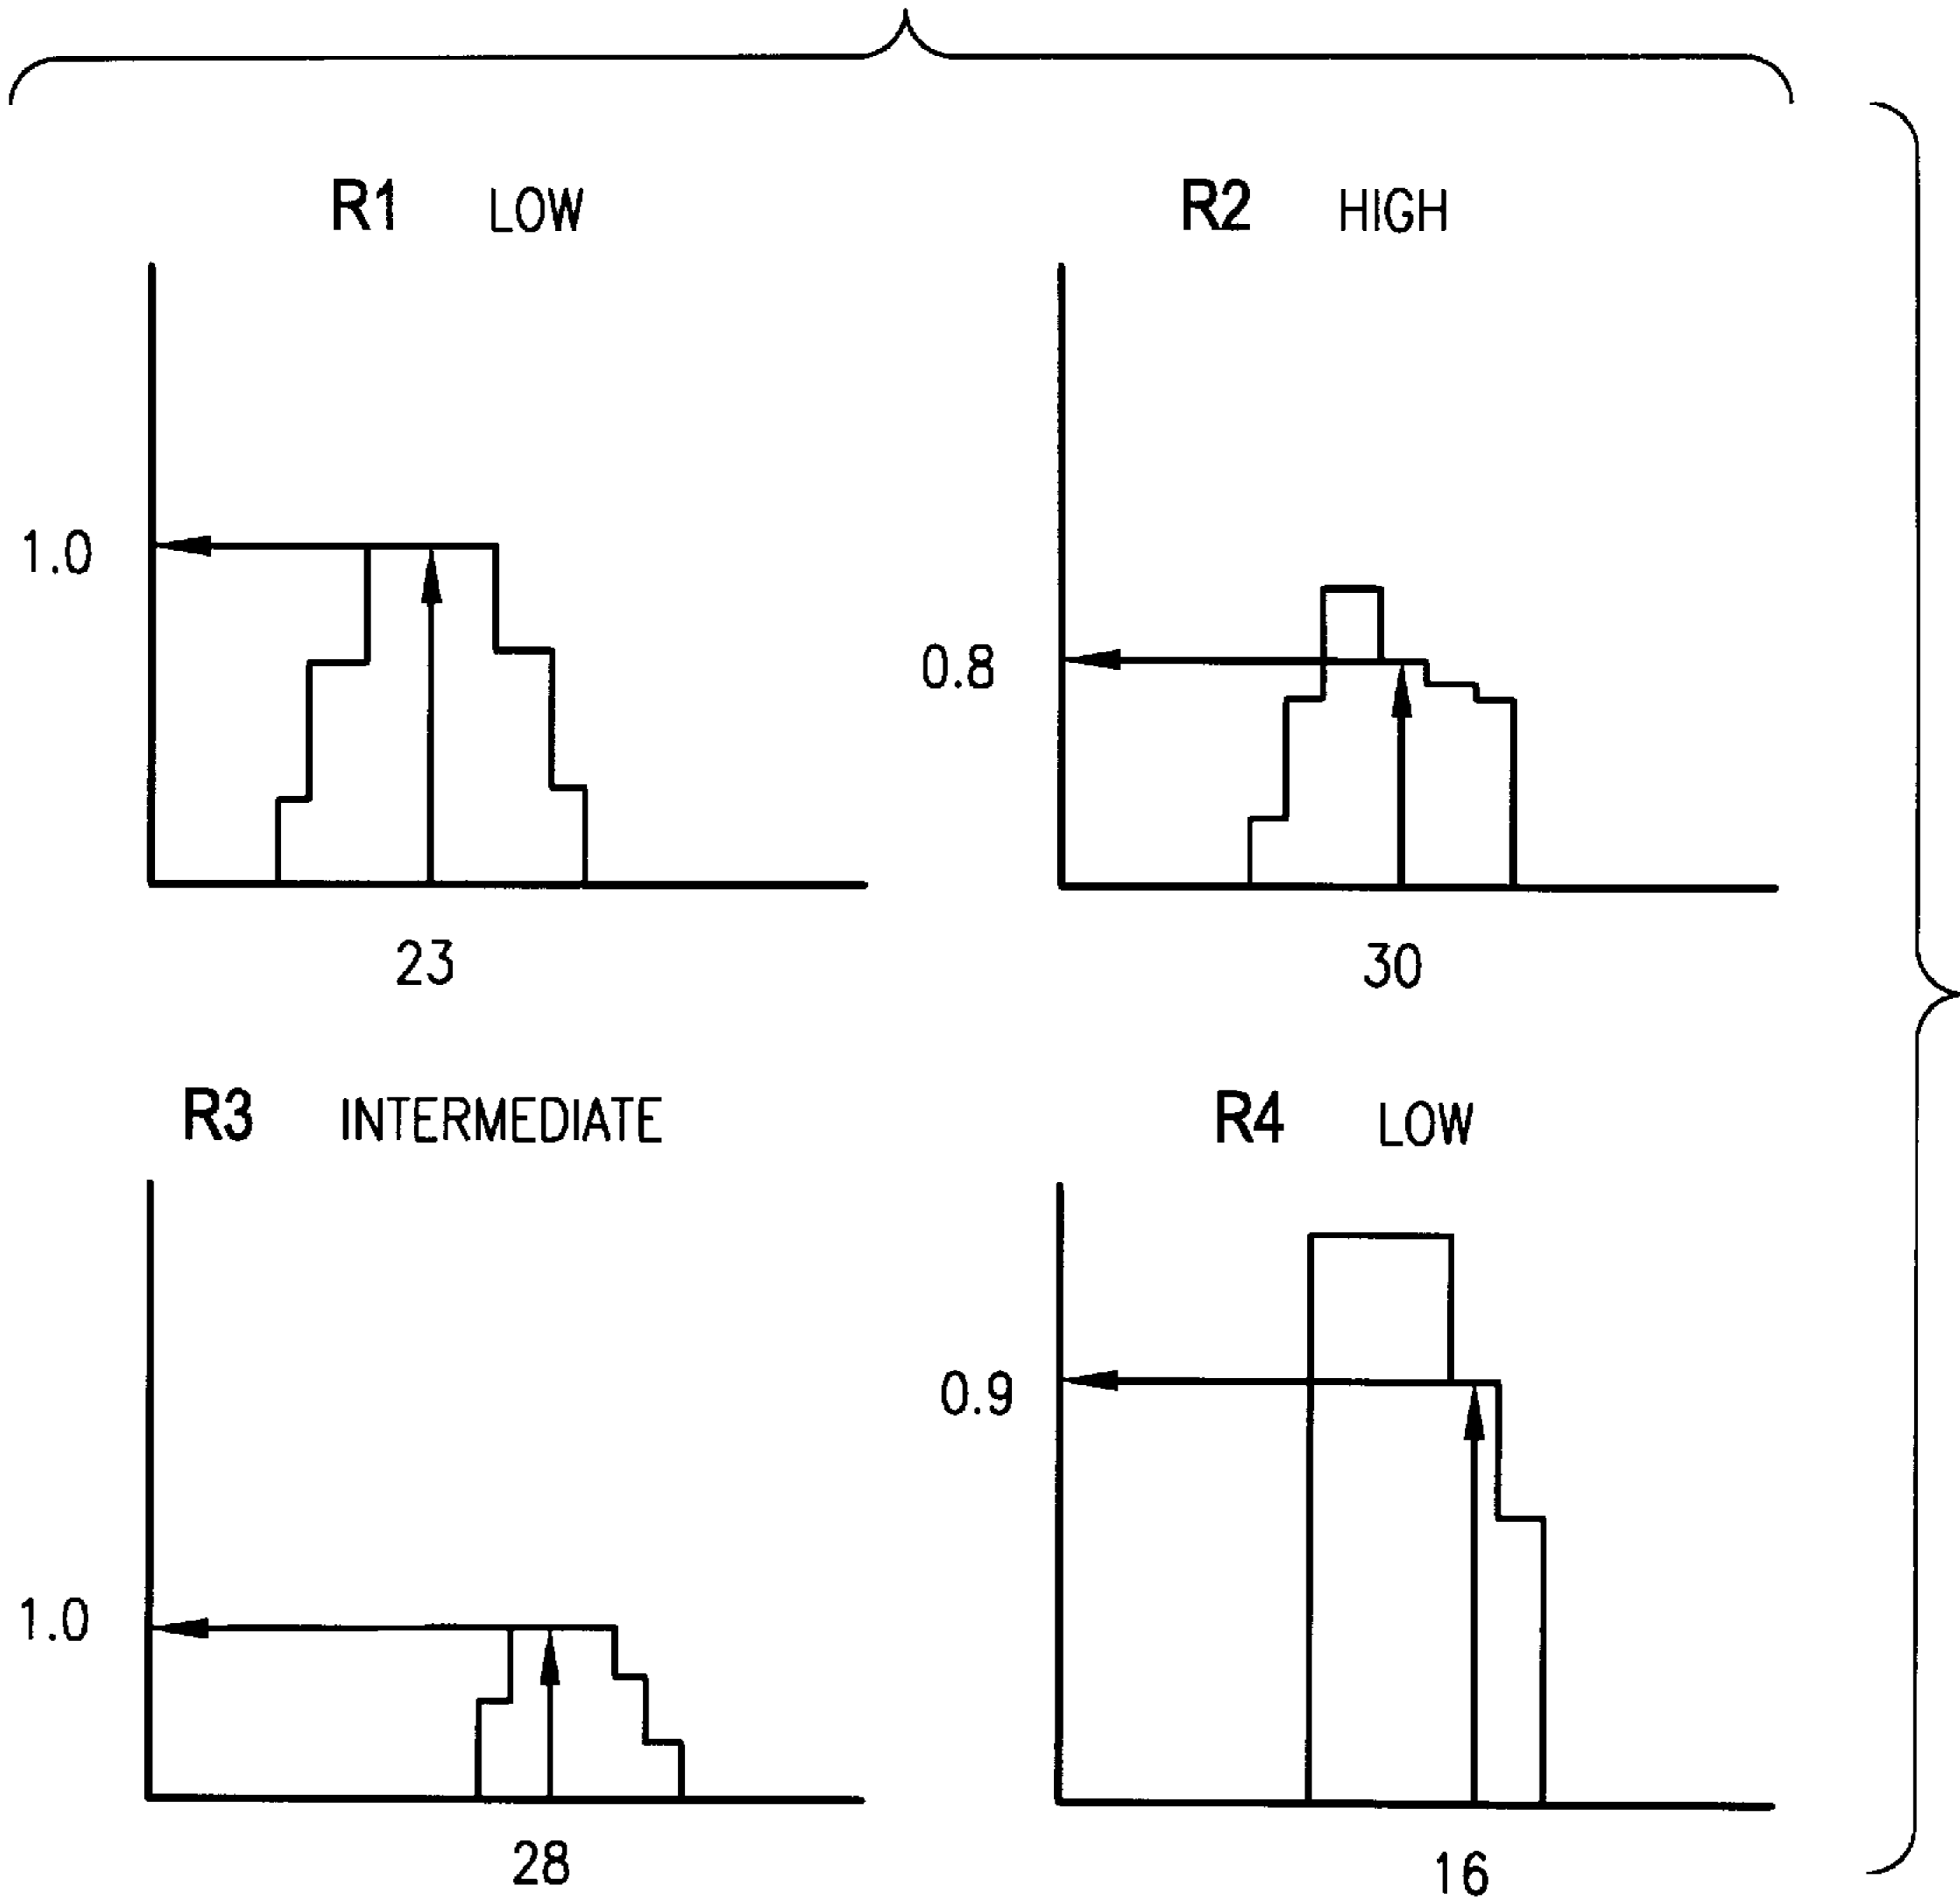 R1 LOW
R2 HIGH
1.0
0.8
23
30
R3 INTERMEDIATE
R4 LOW
1.0
0.9
28
16